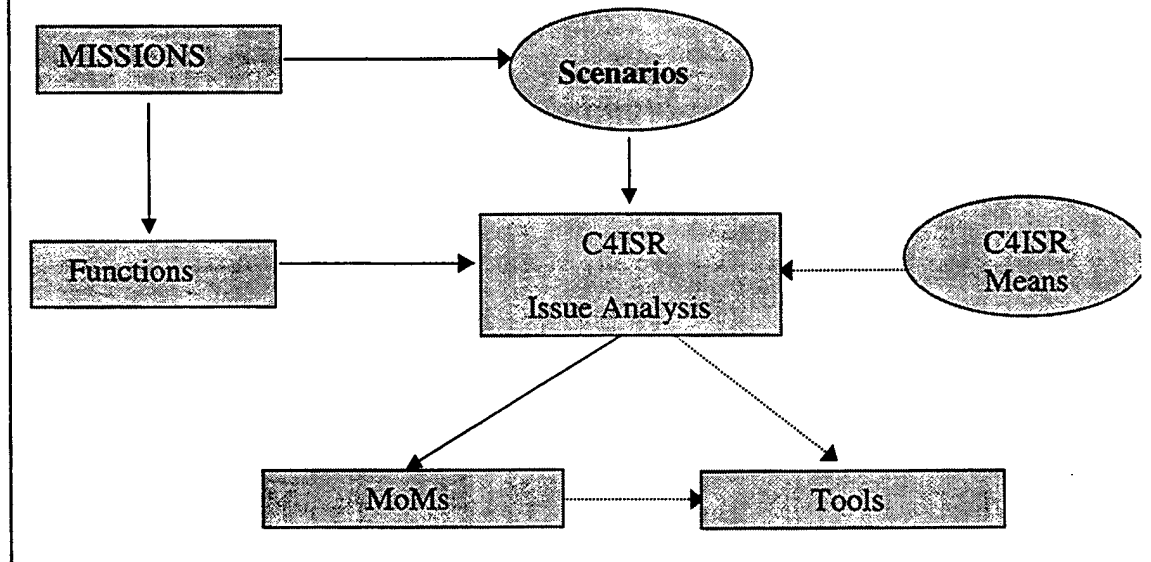 MISSIONS
Scenarios
Functions
C4ISR
Issue Analysis
C4ISR
Means
MoMs
Tools